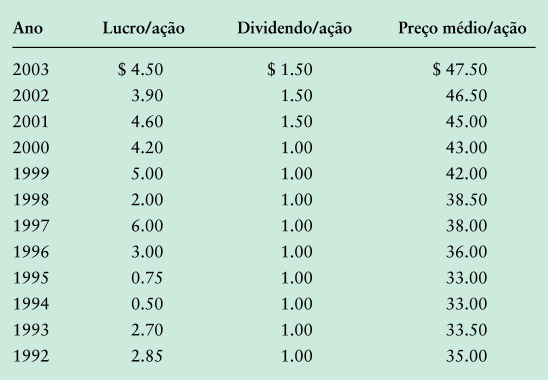 Ano Lucro/ação Dividendo/ação Preço médio/ação
2003 $ 4.50 $ 1.50 $ 47.50
2002 3.90 1.50 46.50
2001 4.60 1.50 45.00
2000 4.20 1.00 43.00
1999 5.00 1.00 42.00
1998 2.00 1.00 38.50
1997 6.00 1.00 38.00
1996 3.00 1.00 36.00
1995 0.75 1.00 33.00
1994 0.50 1.00 33.00
1993 2.70 1.00 33.50
1992 2.85 1.00 35.00